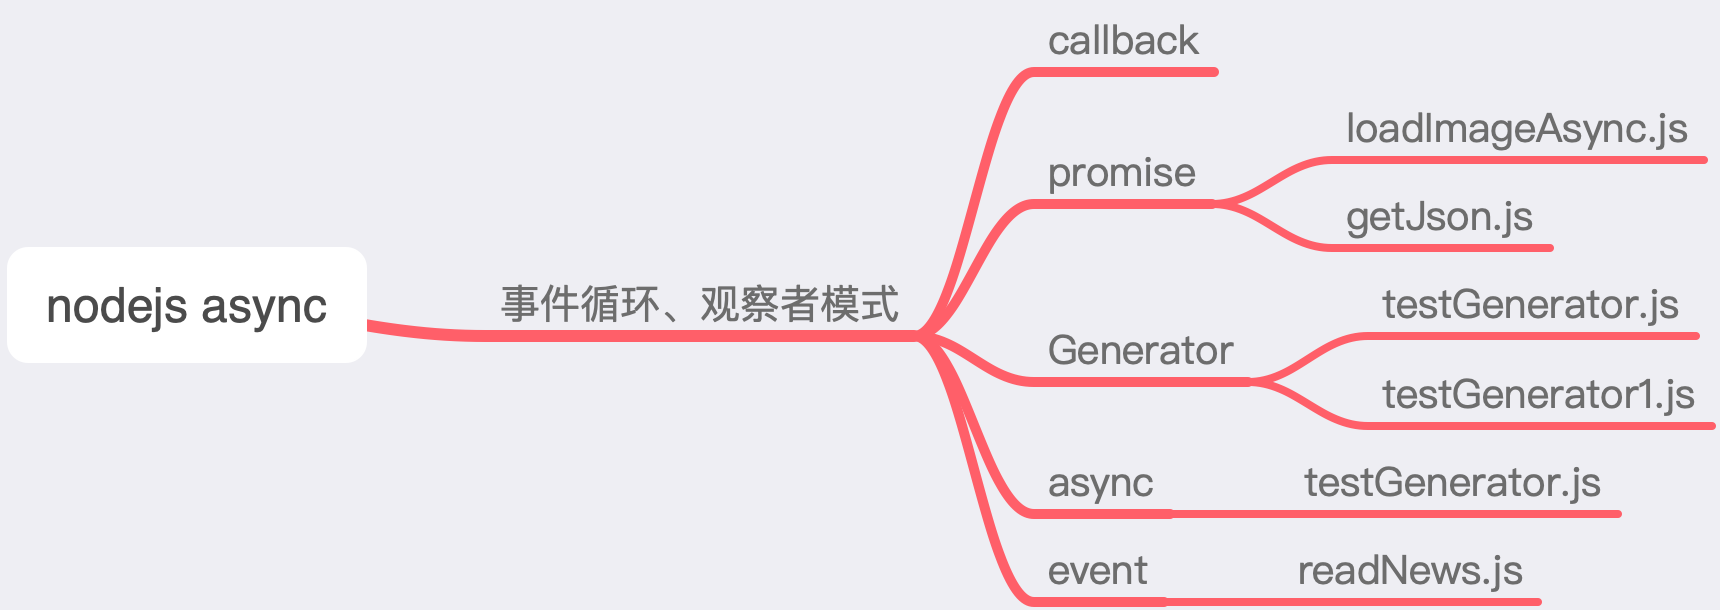 nodejs async
事件循环、观察者模式
callback
promise
loadImageAsync.js
getJson.js
Generator
testGenerator.js
testGenerator1.js
async
testGenerator.js
event
readNews.js